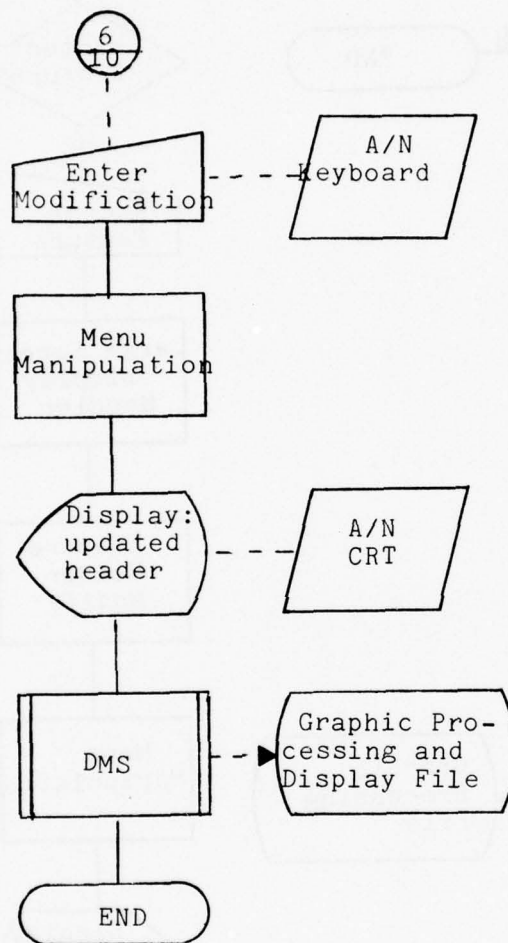 6
10
Enter
Modification
A/N
Keyboard
Menu
Manipulation
Display:
updated
header
A/N
CRT
DMS
Graphic Pro-
cessing and
Display File
END